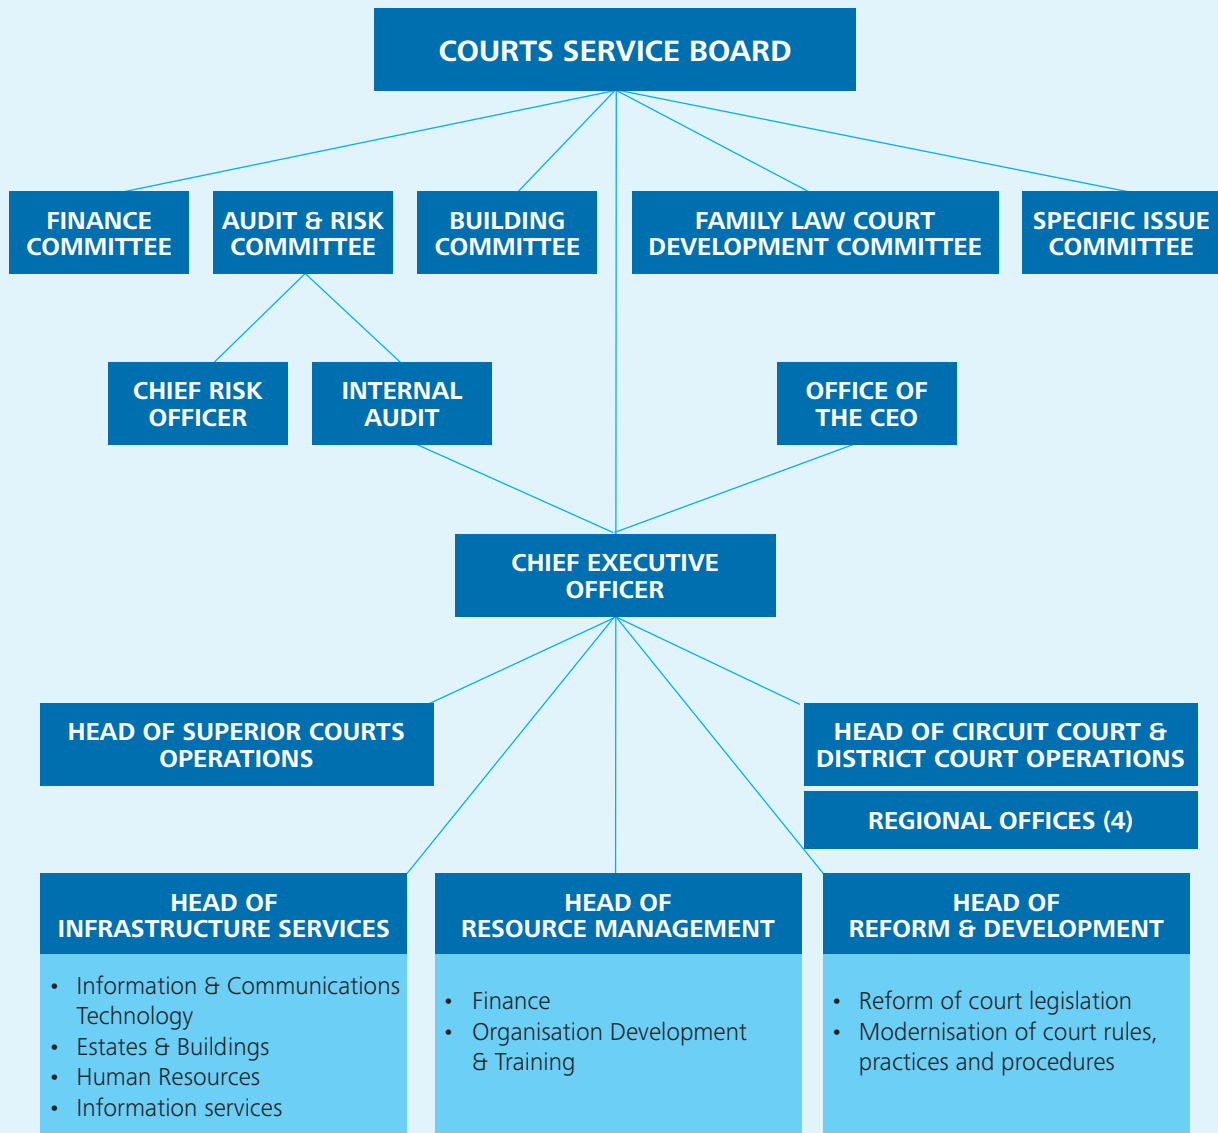 COURTS SERVICE BOARD
FINANCE
COMMITTEE
AUDIT & RISK
COMMITTEE
BUILDING
COMMITTEE
FAMILY LAW COURT
DEVELOPMENT COMMITTEE
SPECIFIC ISSUE
COMMITTEE
CHIEF RISK
OFFICER
INTERNAL
AUDIT
OFFICE OF
THE CEO
CHIEF EXECUTIVE
OFFICER
HEAD OF SUPERIOR COURTS
OPERATIONS
HEAD OF CIRCUIT COURT &
DISTRICT COURT OPERATIONS
REGIONAL OFFICES (4)
HEAD OF
INFRASTRUCTURE SERVICES
• Information & Communications
Technology
• Estates & Buildings
• Human Resources
• Information services
HEAD OF
RESOURCE MANAGEMENT
• Finance
• Organisation Development
& Training
HEAD OF
REFORM & DEVELOPMENT
• Reform of court legislation
• Modernisation of court rules,
practices and procedures